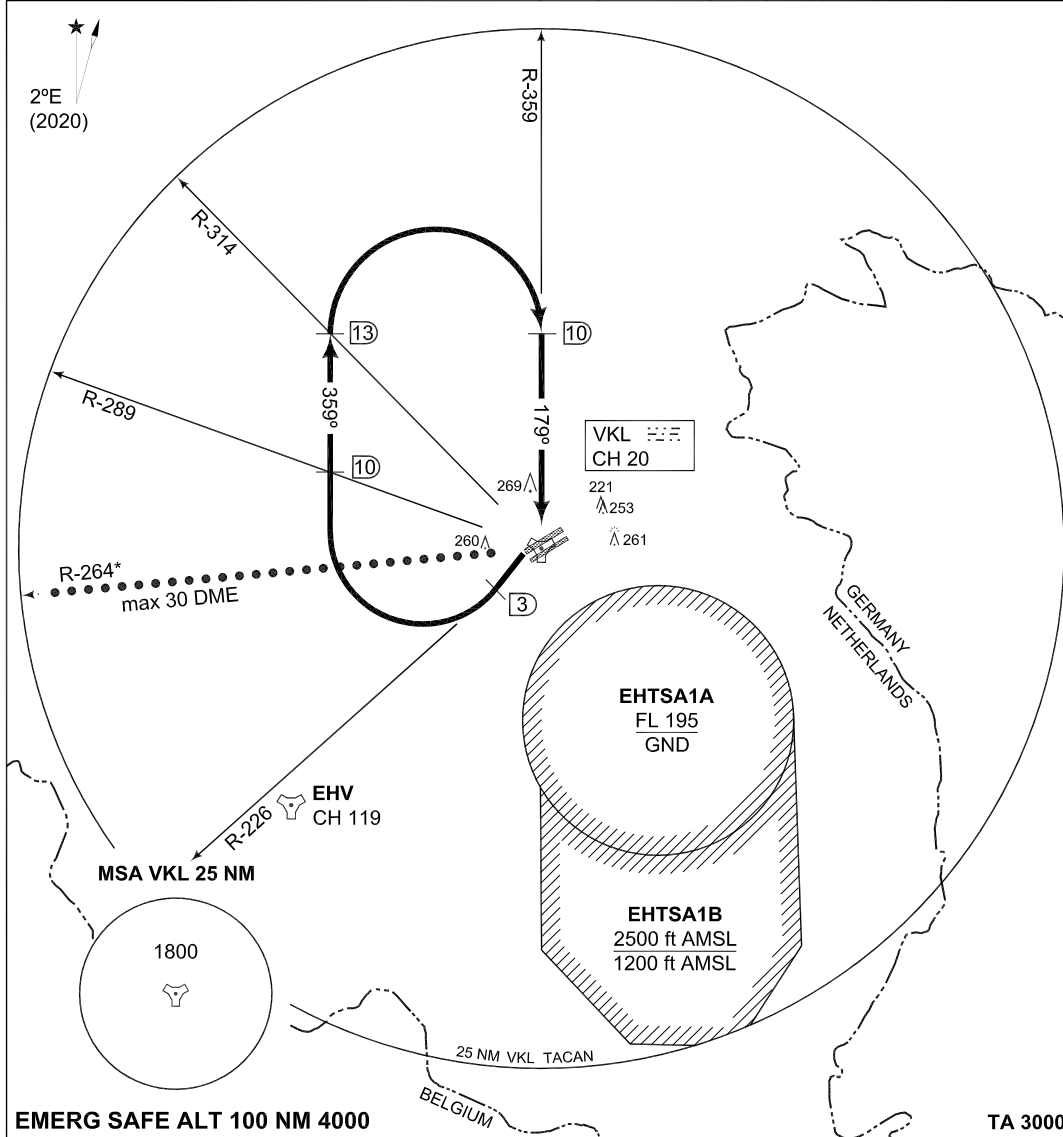 2ºE
(2020)
R-359
R-314
13
10
R-289
359º
179º
VKL
CH 20
10
269
221
253
260
261
R-264*
max 30 DME
3
GERMANY
NETHERLANDS
EHTSA1A
FL 195
GND
EHV
CH 119
R-226
MSA VKL 25 NM
1800
EHTSA1B
2500 ft AMSL
1200 ft AMSL
25 NM VKL TACAN
BELGIUM
EMERG SAFE ALT 100 NM 4000
TA 3000